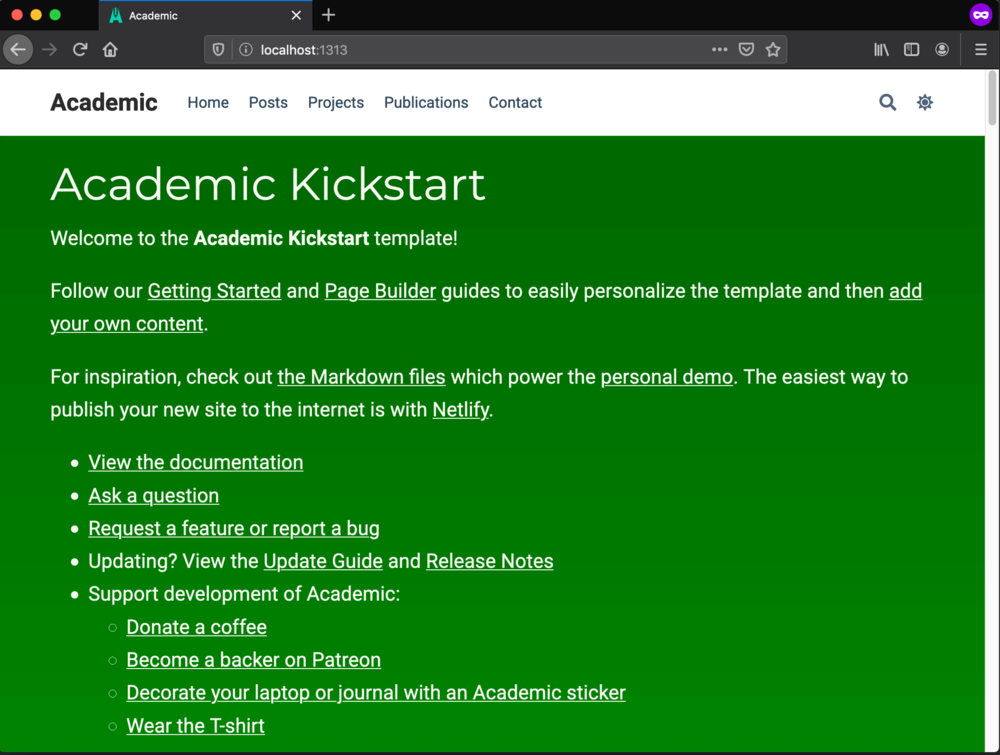 Academic
localhost:1313
Academic Home Posts Projects Publications Contact
Academic Kickstart
Welcome to the Academic Kickstart template!
Follow our Getting Started and Page Builder guides to easily personalize the template and then add
your own content.
For inspiration, check out the Markdown files which power the personal demo. The easiest way to
publish your new site to the internet is with Netlify.
View the documentation
Ask a question
Request a feature or report a bug
Updating? View the Update Guide and Release Notes
Support development of Academic:
Donate a coffee
Become a backer on Patreon
Decorate your laptop or journal with an Academic sticker
Wear the T-shirt